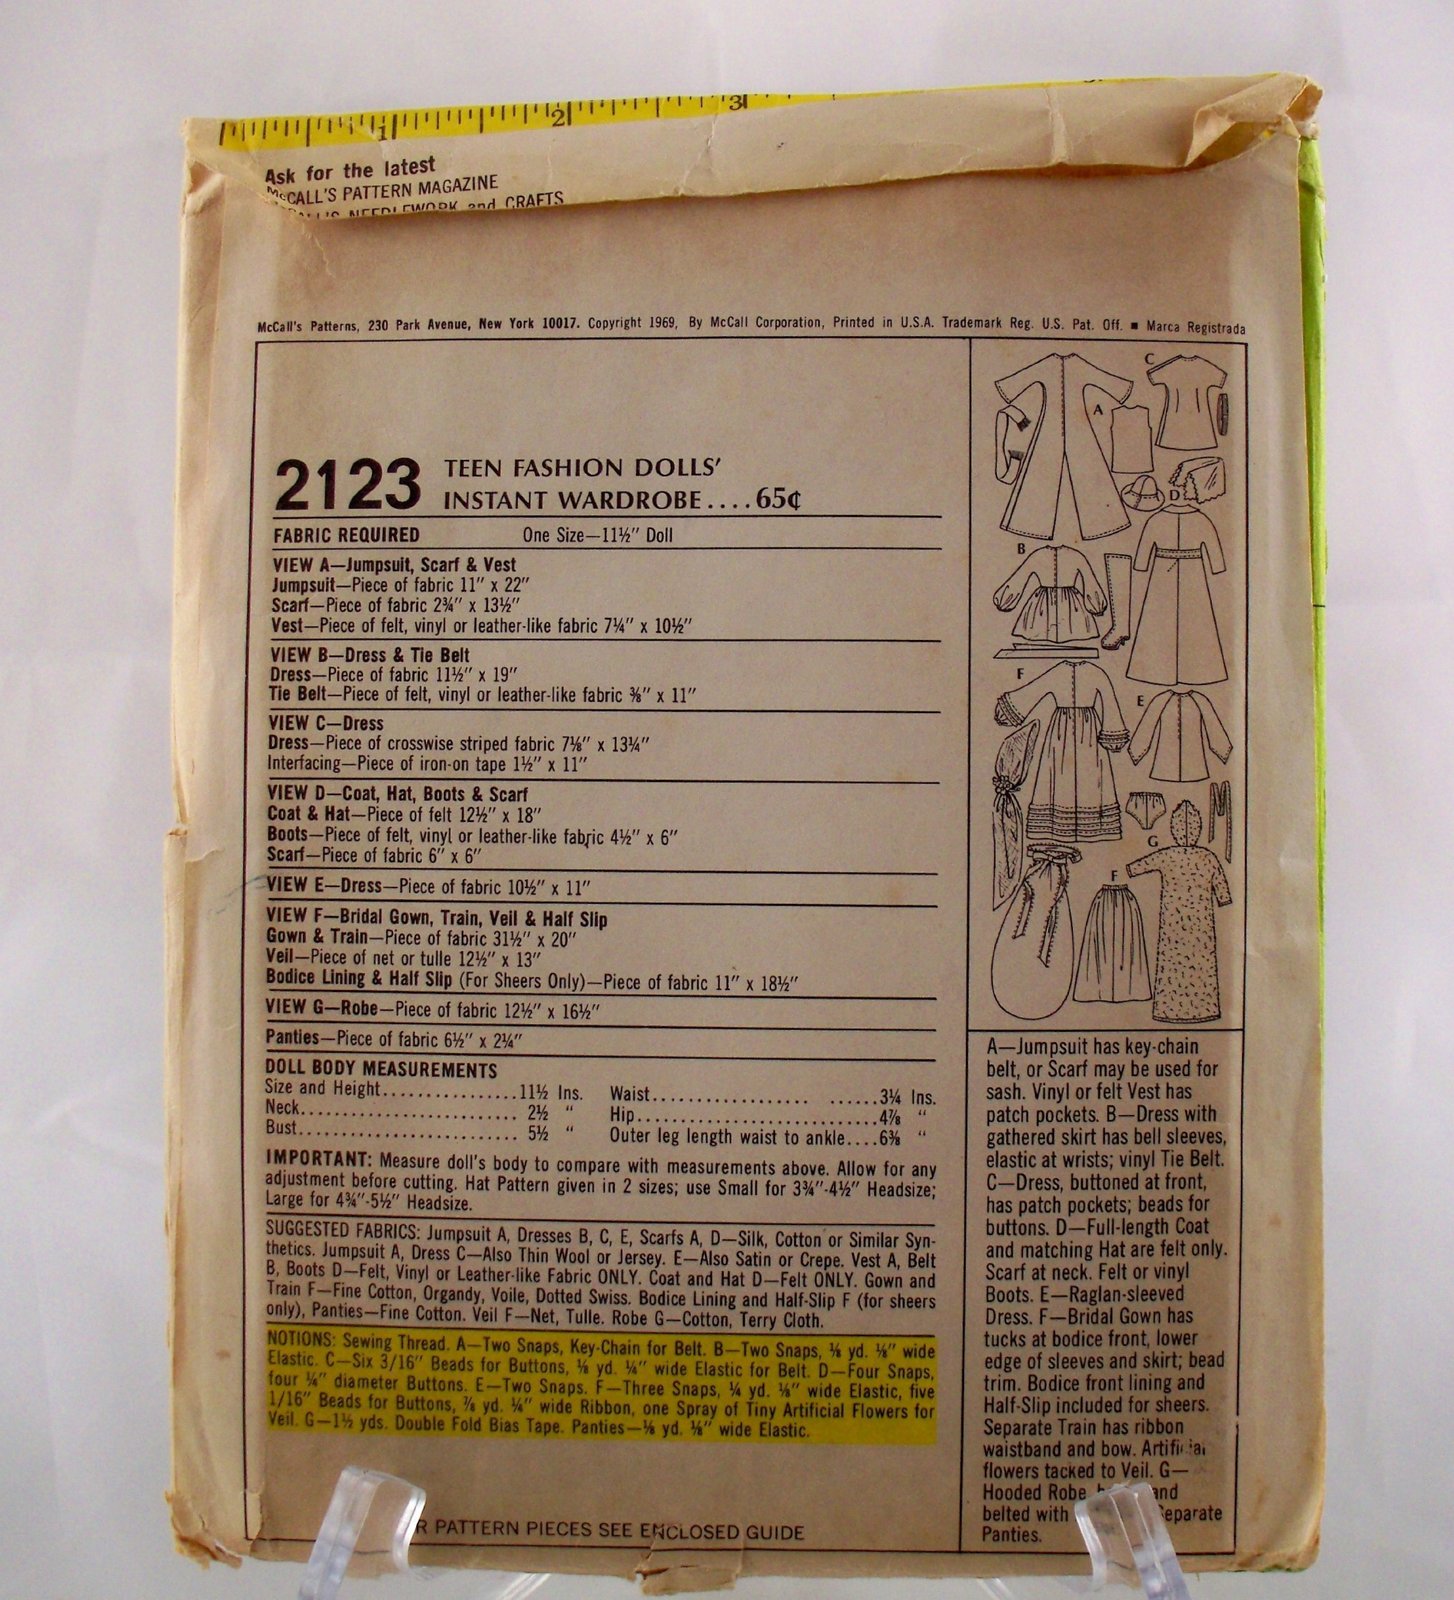 1 2 3
Ask for the latest
McCALL'S PATTERN MAGAZINE
McCALL'S NEEDLEWORK and CRAFTS
McCall's Patterns, 230 Park Avenue, New York 10017. Copyright 1969, By McCall Corporation, Printed in U.S.A. Trademark Reg. U.S. Pat. Off. ■ Marca Registrada
2123 TEEN FASHION DOLLS'
INSTANT WARDROBE....65¢
FABRIC REQUIRED One Size—11½" Doll
VIEW A—Jumpsuit, Scarf & Vest
Jumpsuit—Piece of fabric 11" x 22"
Scarf—Piece of fabric 2¾" x 13½"
Vest—Piece of felt, vinyl or leather-like fabric 7¼" x 10½"
VIEW B—Dress & Tie Belt
Dress—Piece of fabric 11½" x 19"
Tie Belt—Piece of felt, vinyl or leather-like fabric ⅜" x 11"
VIEW C—Dress
Dress—Piece of crosswise striped fabric 7⅛" x 13¼"
Interfacing—Piece of iron-on tape 1½" x 11"
VIEW D—Coat, Hat, Boots & Scarf
Coat & Hat—Piece of felt 12½" x 18"
Boots—Piece of felt, vinyl or leather-like fabric 4½" x 6"
Scarf—Piece of fabric 6" x 6"
VIEW E—Dress—Piece of fabric 10½" x 11"
VIEW F—Bridal Gown, Train, Veil & Half Slip
Gown & Train—Piece of fabric 31½" x 20"
Veil—Piece of net or tulle 12½" x 13"
Bodice Lining & Half Slip (For Sheers Only)—Piece of fabric 11" x 18½"
VIEW G—Robe—Piece of fabric 12½" x 16½"
Panties—Piece of fabric 6½" x 2¼"
DOLL BODY MEASUREMENTS
Size and Height................11½ Ins. Waist.........................3¼ Ins.
Neck.......................... 2½ " Hip............................4⅞ "
Bust.......................... 5½ " Outer leg length waist to ankle....6⅜ "
IMPORTANT: Measure doll's body to compare with measurements above. Allow for any
adjustment before cutting. Hat Pattern given in 2 sizes; use Small for 3¾"-4½" Headsize;
Large for 4¾"-5½" Headsize.
SUGGESTED FABRICS: Jumpsuit A, Dresses B, C, E, Scarfs A, D—Silk, Cotton or Similar Syn-
thetics. Jumpsuit A, Dress C—Also Thin Wool or Jersey. E—Also Satin or Crepe. Vest A, Belt
B, Boots D—Felt, Vinyl or Leather-like Fabric ONLY. Coat and Hat D—Felt ONLY. Gown and
Train F—Fine Cotton, Organdy, Voile, Dotted Swiss. Bodice Lining and Half-Slip F (for sheers
only), Panties—Fine Cotton. Veil F—Net, Tulle. Robe G—Cotton, Terry Cloth.
NOTIONS: Sewing Thread. A—Two Snaps, Key-Chain for Belt. B—Two Snaps, ⅛ yd. ⅛" wide
Elastic. C—Six 3/16" Beads for Buttons, ⅛ yd. ¼" wide Elastic for Belt. D—Four Snaps,
four ¼" diameter Buttons. E—Two Snaps. F—Three Snaps, ¼ yd. ⅛" wide Elastic, five
1/16" Beads for Buttons, ⅞ yd. ¼" wide Ribbon, one Spray of Tiny Artificial Flowers for
Veil. G—1½ yds. Double Fold Bias Tape. Panties—⅛ yd. ⅛" wide Elastic.
R PATTERN PIECES SEE ENCLOSED GUIDE
C
A
D
B
F
E
G
F
A—Jumpsuit has key-chain
belt, or Scarf may be used for
sash. Vinyl or felt Vest has
patch pockets. B—Dress with
gathered skirt has bell sleeves,
elastic at wrists; vinyl Tie Belt.
C—Dress, buttoned at front,
has patch pockets; beads for
buttons. D—Full-length Coat
and matching Hat are felt only.
Scarf at neck. Felt or vinyl
Boots. E—Raglan-sleeved
Dress. F—Bridal Gown has
tucks at bodice front, lower
edge of sleeves and skirt; bead
trim. Bodice front lining and
Half-Slip included for sheers.
Separate Train has ribbon
waistband and bow. Artificial
flowers tacked to Veil. G—
Hooded Robe and
belted with Separate
Panties.